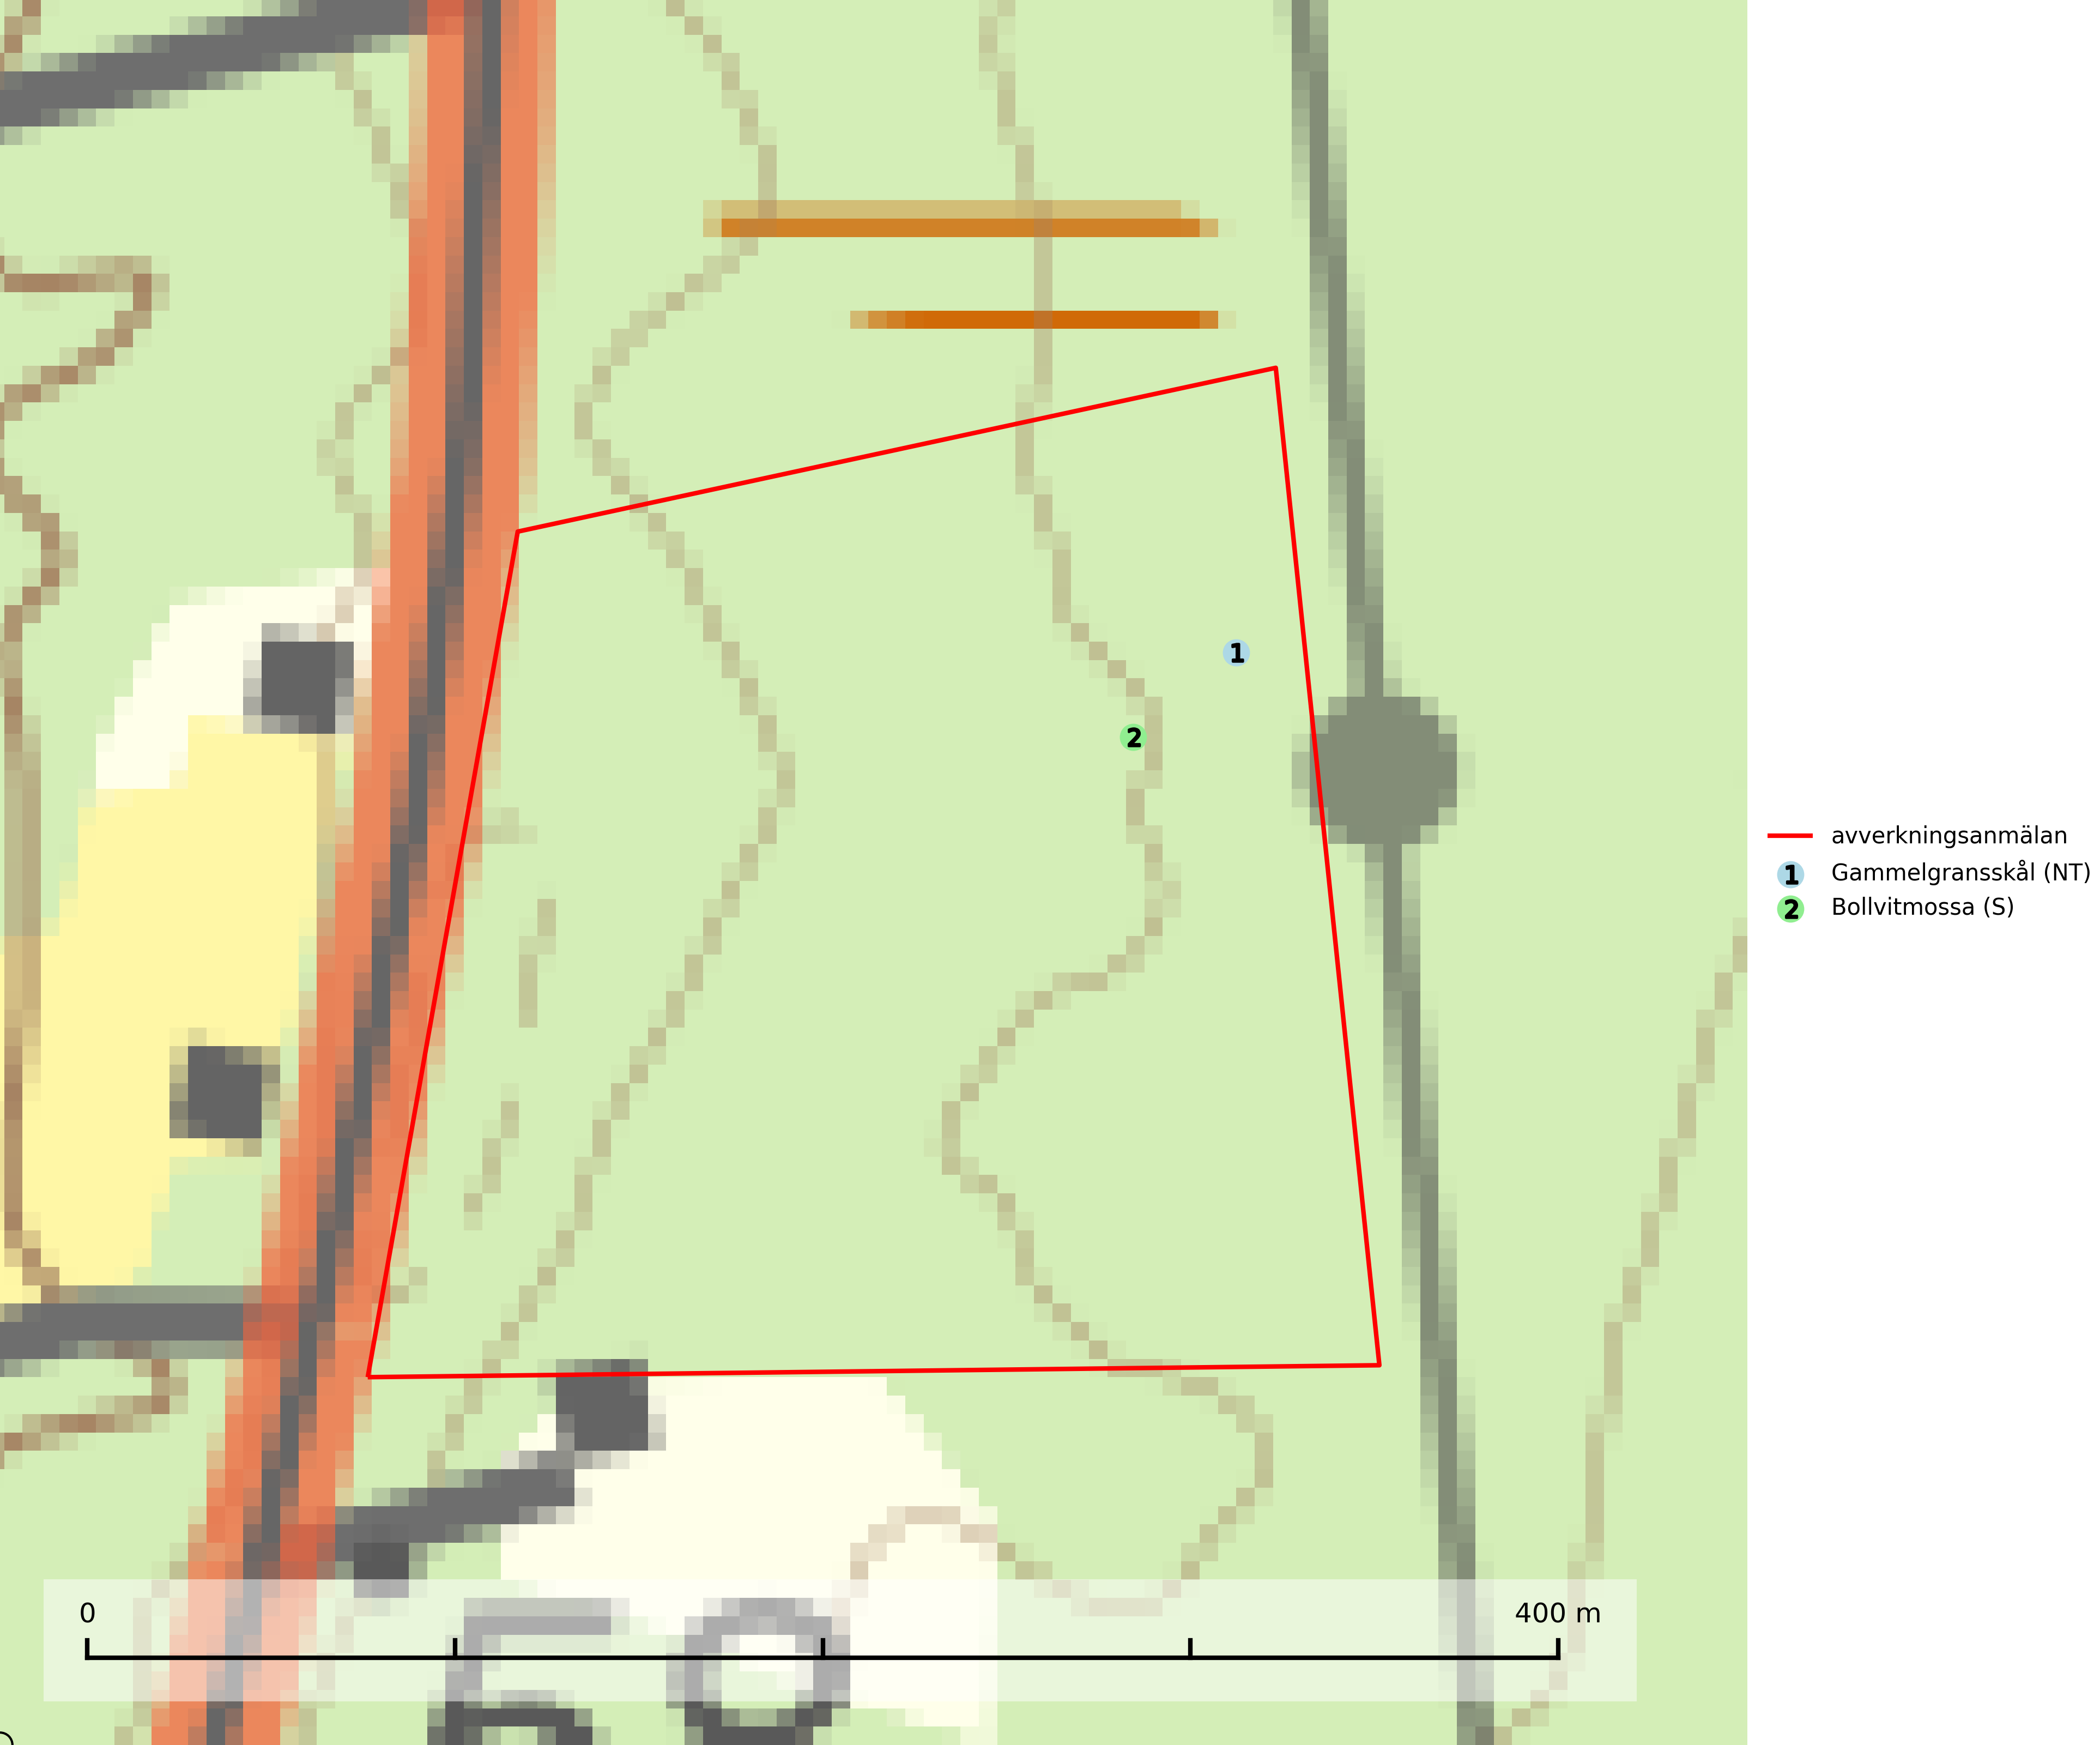 1
2
avverkningsanmälan
1 Gammelgransskål (NT)
2 Bollvitmossa (S)
0 400 m